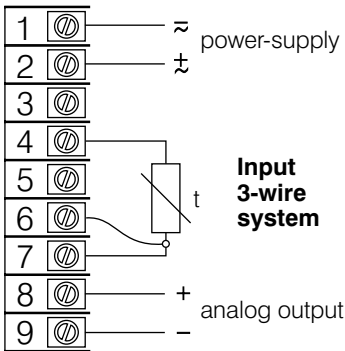 1
2
power-supply
3
4
5
t
Input
3-wire
system
6
7
8
+
analog output
9
−